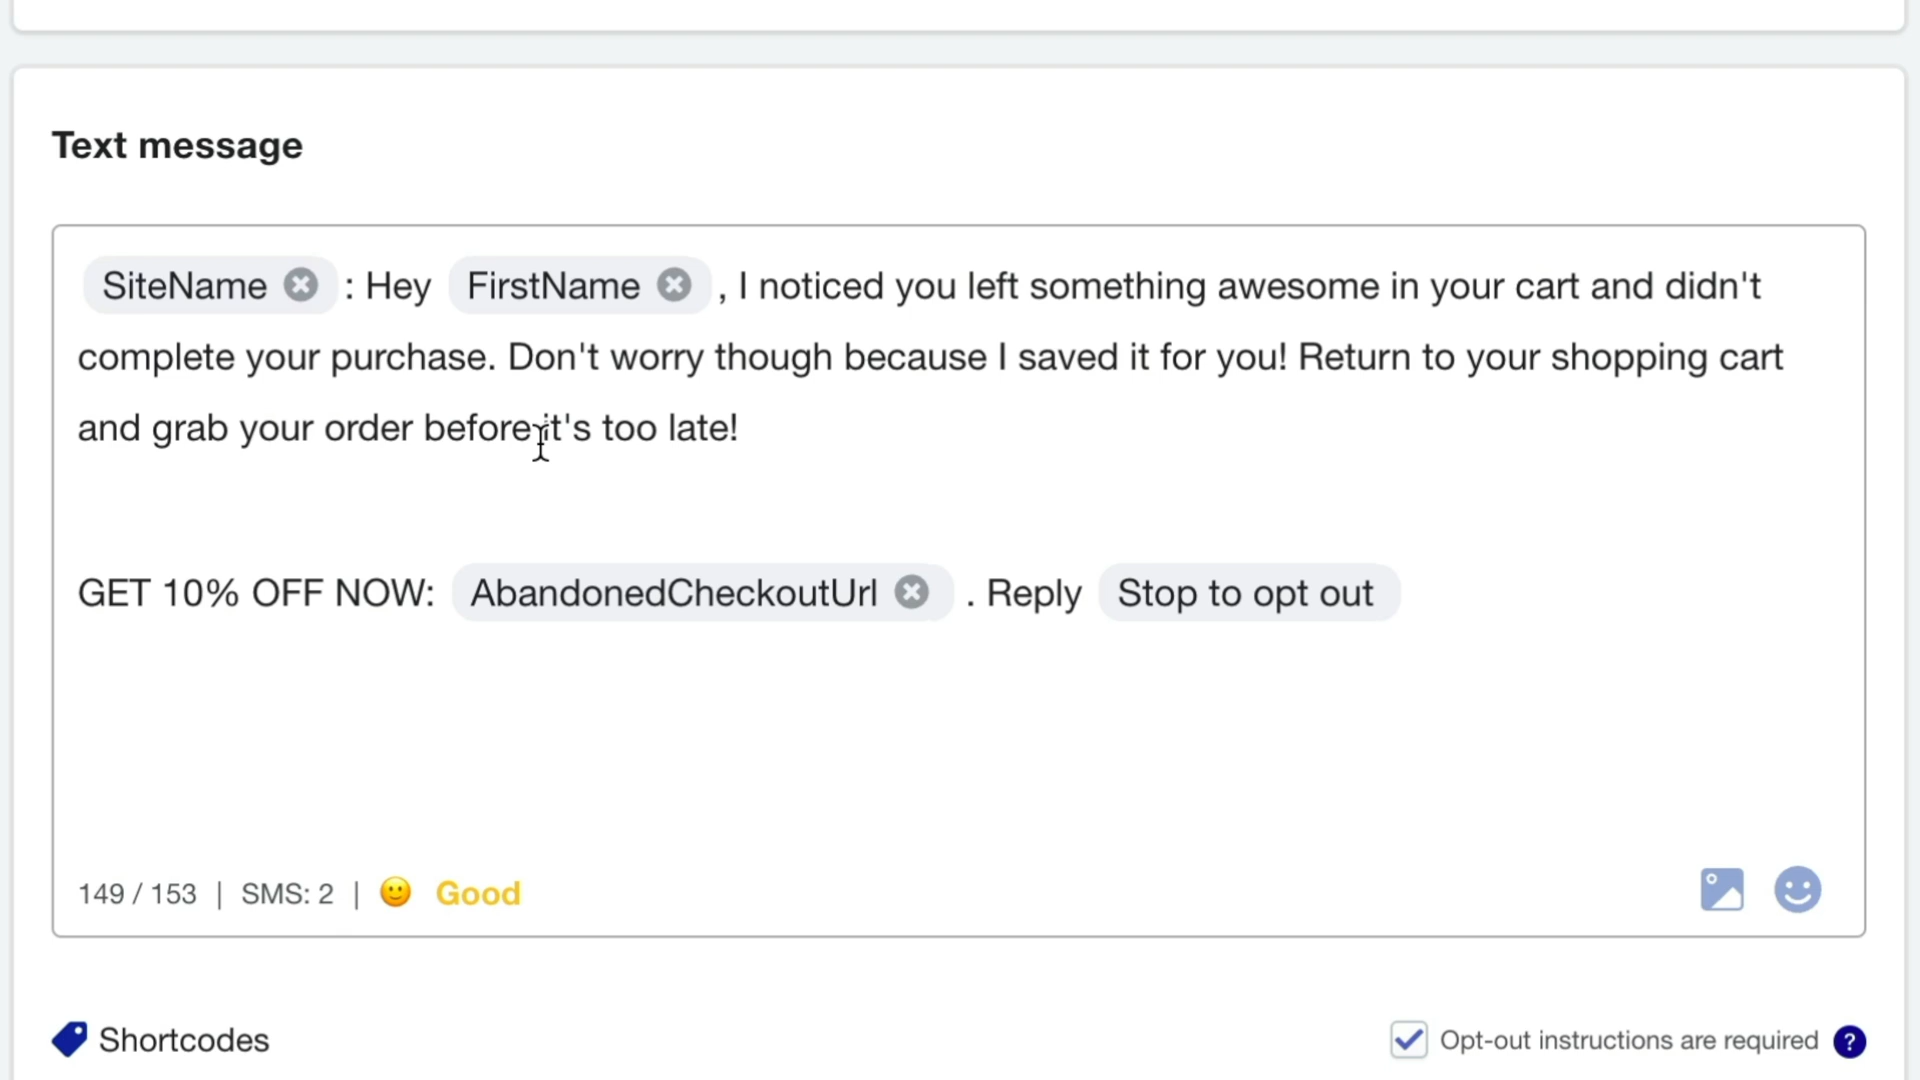 Text message
SiteName : Hey FirstName , I noticed you left something awesome in your cart and didn't
complete your purchase. Don't worry though because I saved it for you! Return to your shopping cart
and grab your order before it's too late!
GET 10% OFF NOW: AbandonedCheckoutUrl . Reply Stop to opt out
149 / 153 | SMS: 2 | 🙂 Good
Shortcodes
Opt-out instructions are required ?